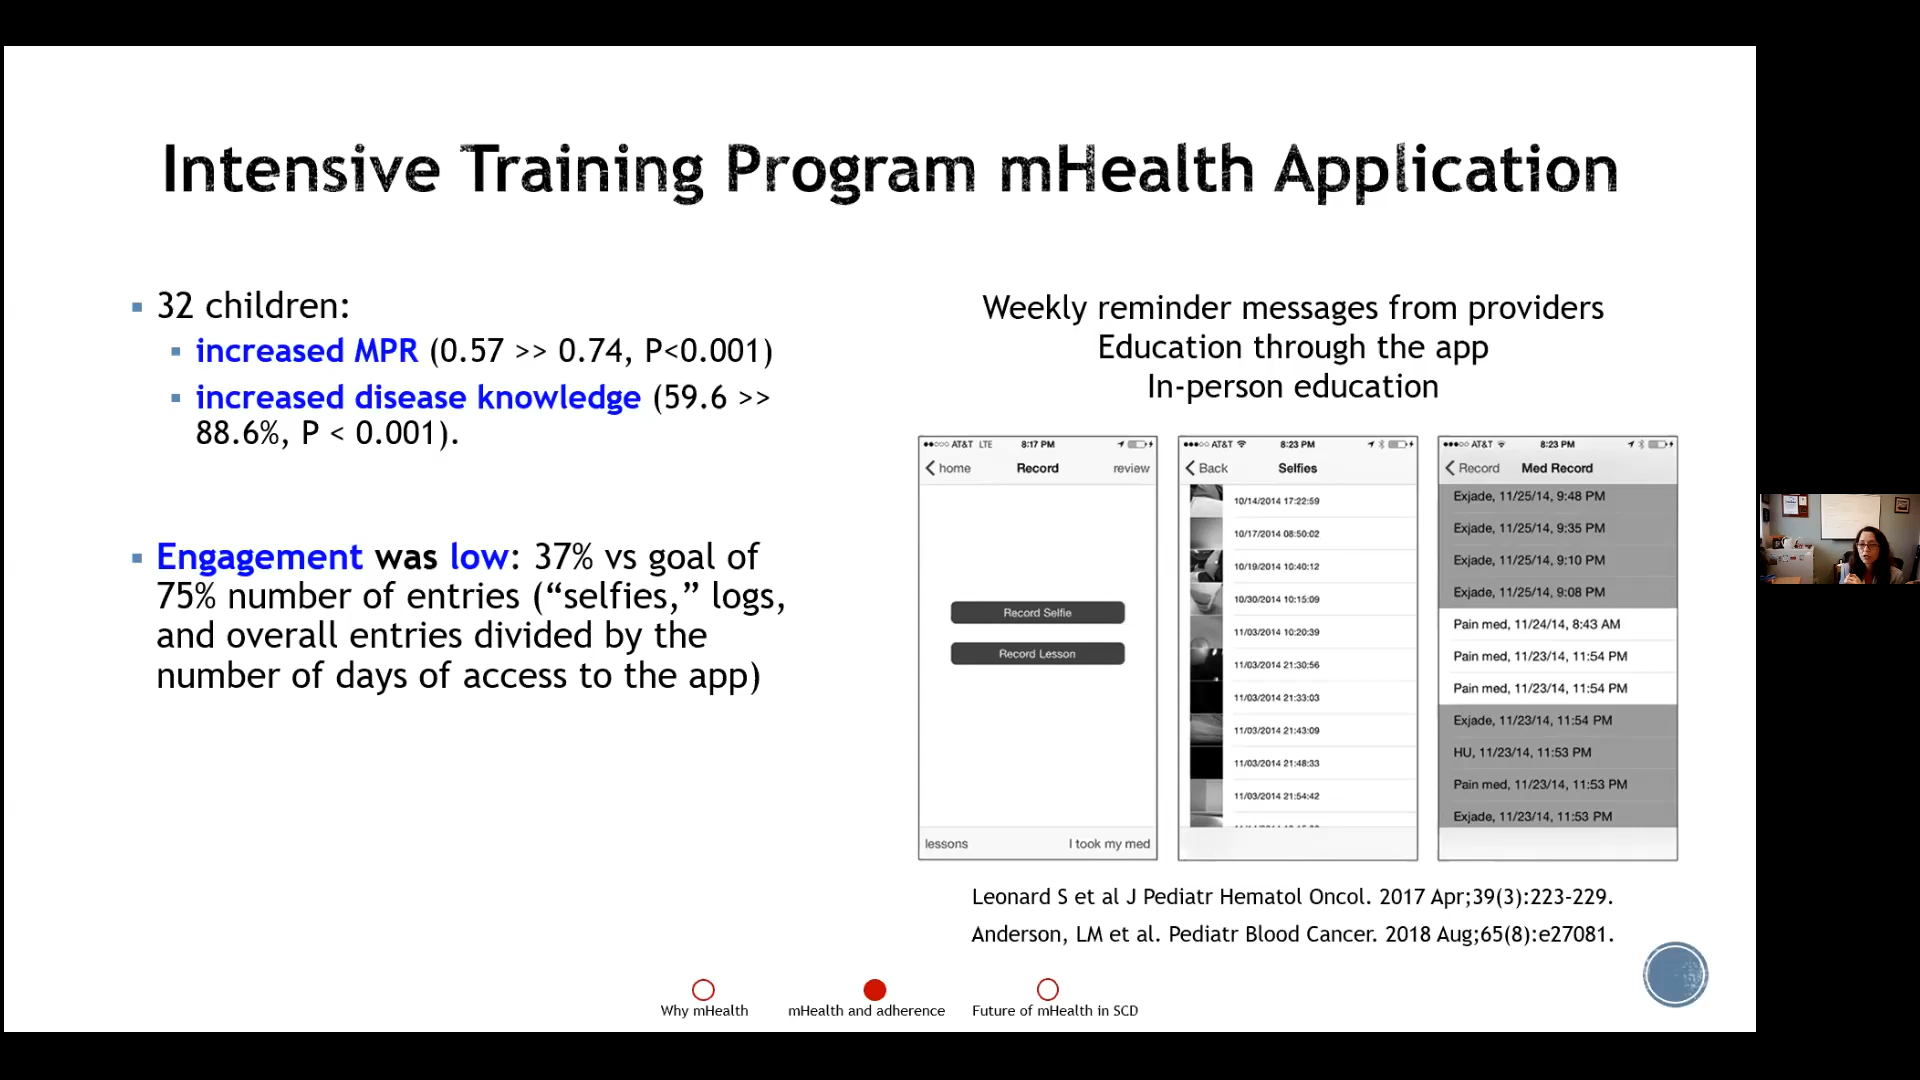 Intensive Training Program mHealth Application
32 children:
increased MPR (0.57 >> 0.74, P<0.001)
increased disease knowledge (59.6 >>
88.6%, P < 0.001).
Engagement was low: 37% vs goal of
75% number of entries (“selfies,” logs,
and overall entries divided by the
number of days of access to the app)
Weekly reminder messages from providers
Education through the app
In-person education
AT&T LTE 8:17 PM
home Record review
Record Selfie
Record Lesson
lessons I took my med
AT&T 8:23 PM
Back Selfies
10/14/2014 17:22:59
10/17/2014 08:50:02
10/19/2014 10:40:12
10/30/2014 10:15:09
11/03/2014 10:20:39
11/03/2014 21:30:56
11/03/2014 21:33:03
11/03/2014 21:43:09
11/03/2014 21:48:33
11/03/2014 21:54:42
AT&T 8:23 PM
Record Med Record
Exjade, 11/25/14, 9:48 PM
Exjade, 11/25/14, 9:35 PM
Exjade, 11/25/14, 9:10 PM
Exjade, 11/25/14, 9:08 PM
Pain med, 11/24/14, 8:43 AM
Pain med, 11/23/14, 11:54 PM
Pain med, 11/23/14, 11:54 PM
Exjade, 11/23/14, 11:54 PM
HU, 11/23/14, 11:53 PM
Pain med, 11/23/14, 11:53 PM
Exjade, 11/23/14, 11:53 PM
Leonard S et al J Pediatr Hematol Oncol. 2017 Apr;39(3):223-229.
Anderson, LM et al. Pediatr Blood Cancer. 2018 Aug;65(8):e27081.
Why mHealth
mHealth and adherence
Future of mHealth in SCD